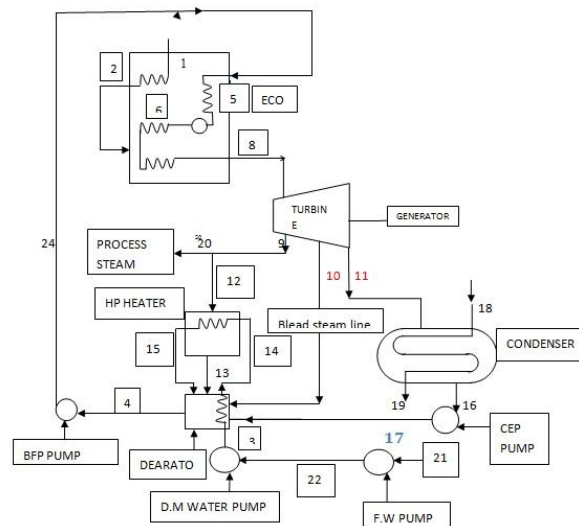 2
1
5
ECO
6
8
TURBIN
E
GENERATOR
24
PROCESS
STEAM
20
9
10
11
12
18
HP HEATER
Blead steam line
CONDENSER
15
14
13
19
16
4
3
17
21
CEP
PUMP
BFP PUMP
DEARATO
22
D.M WATER PUMP
F.W PUMP